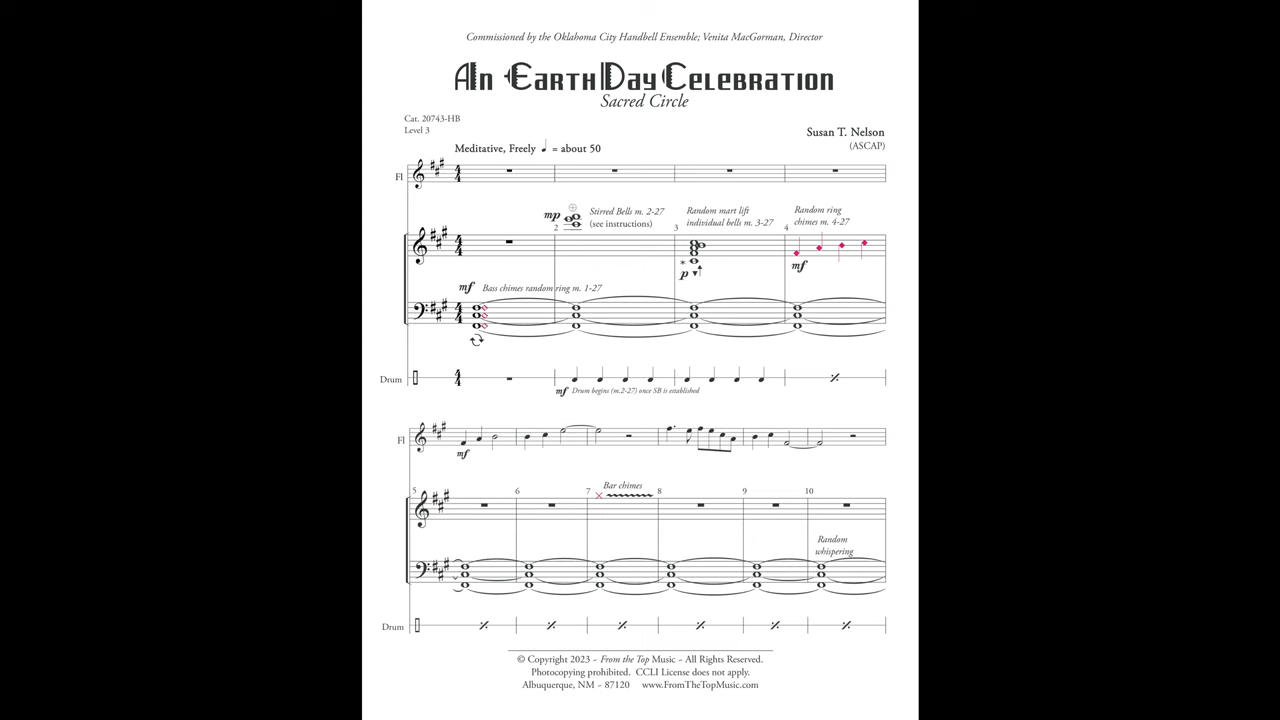 Commissioned by the Oklahoma City Handbell Ensemble; Venita MacGorman, Director
An Earth Day Celebration
Sacred Circle
Cat. 20743-HB
Level 3
Susan T. Nelson
(ASCAP)
Meditative, Freely ♩ = about 50
Fl
mp
Stirred Bells m. 2-27
(see instructions)
Random mart lift
individual bells m. 3-27
Random ring
chimes m. 4-27
2
3
4
p
mf
mf
Bass chimes random ring m. 1-27
Drum
mf
Drum begins (m.2-27) once SB is established
Fl
mf
5
6
7
Bar chimes
8
9
10
Random
whispering
Drum
© Copyright 2023 ~ From the Top Music ~ All Rights Reserved.
Photocopying prohibited. CCLI License does not apply.
Albuquerque, NM ~ 87120 www.FromTheTopMusic.com